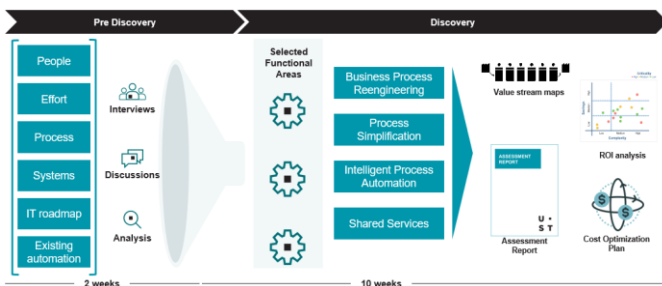 Pre Discovery
Discovery
People
Effort
Process
Systems
IT roadmap
Existing
automation
Interviews
Discussions
Analysis
Selected
Functional
Areas
Business Process
Reengineering
Process
Simplification
Intelligent Process
Automation
Shared Services
Value stream maps
ASSESSMENT
REPORT
U
S T
Assessment
Report
Complexity
ROI analysis
$
$
Cost Optimization
Plan
2 weeks
10 weeks